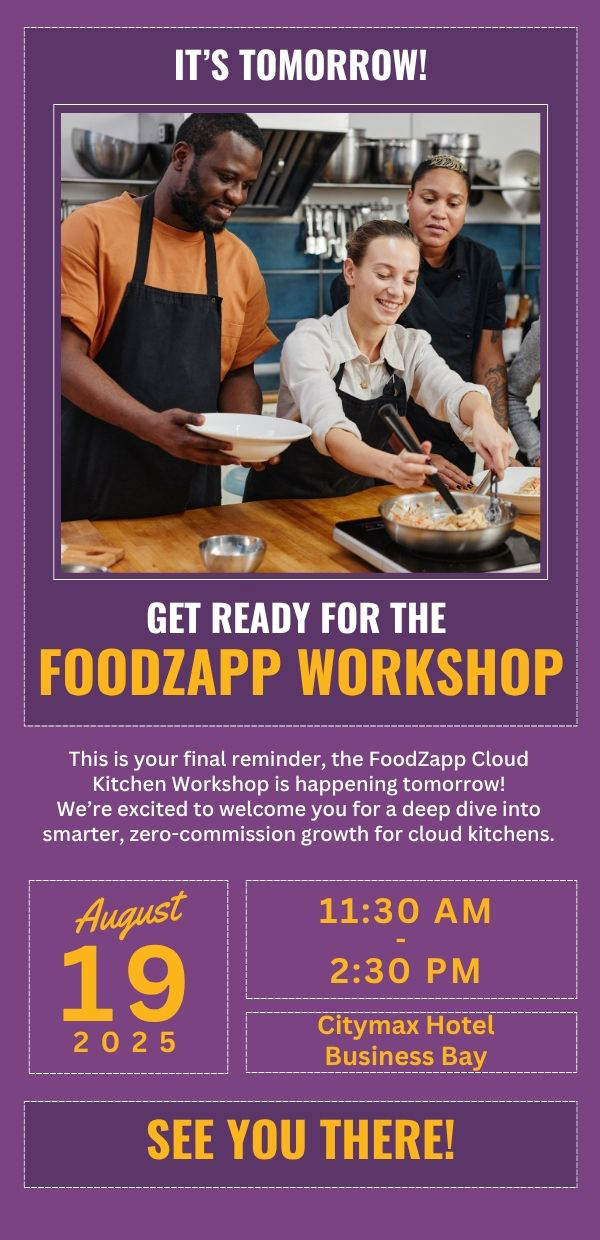 IT'S TOMORROW!
GET READY FOR THE
FOODZAPP WORKSHOP
This is your final reminder, the FoodZapp Cloud
Kitchen Workshop is happening tomorrow!
We're excited to welcome you for a deep dive into
smarter, zero-commission growth for cloud kitchens.
August
19
2025
11:30 AM
-
2:30 PM
Citymax Hotel
Business Bay
SEE YOU THERE!